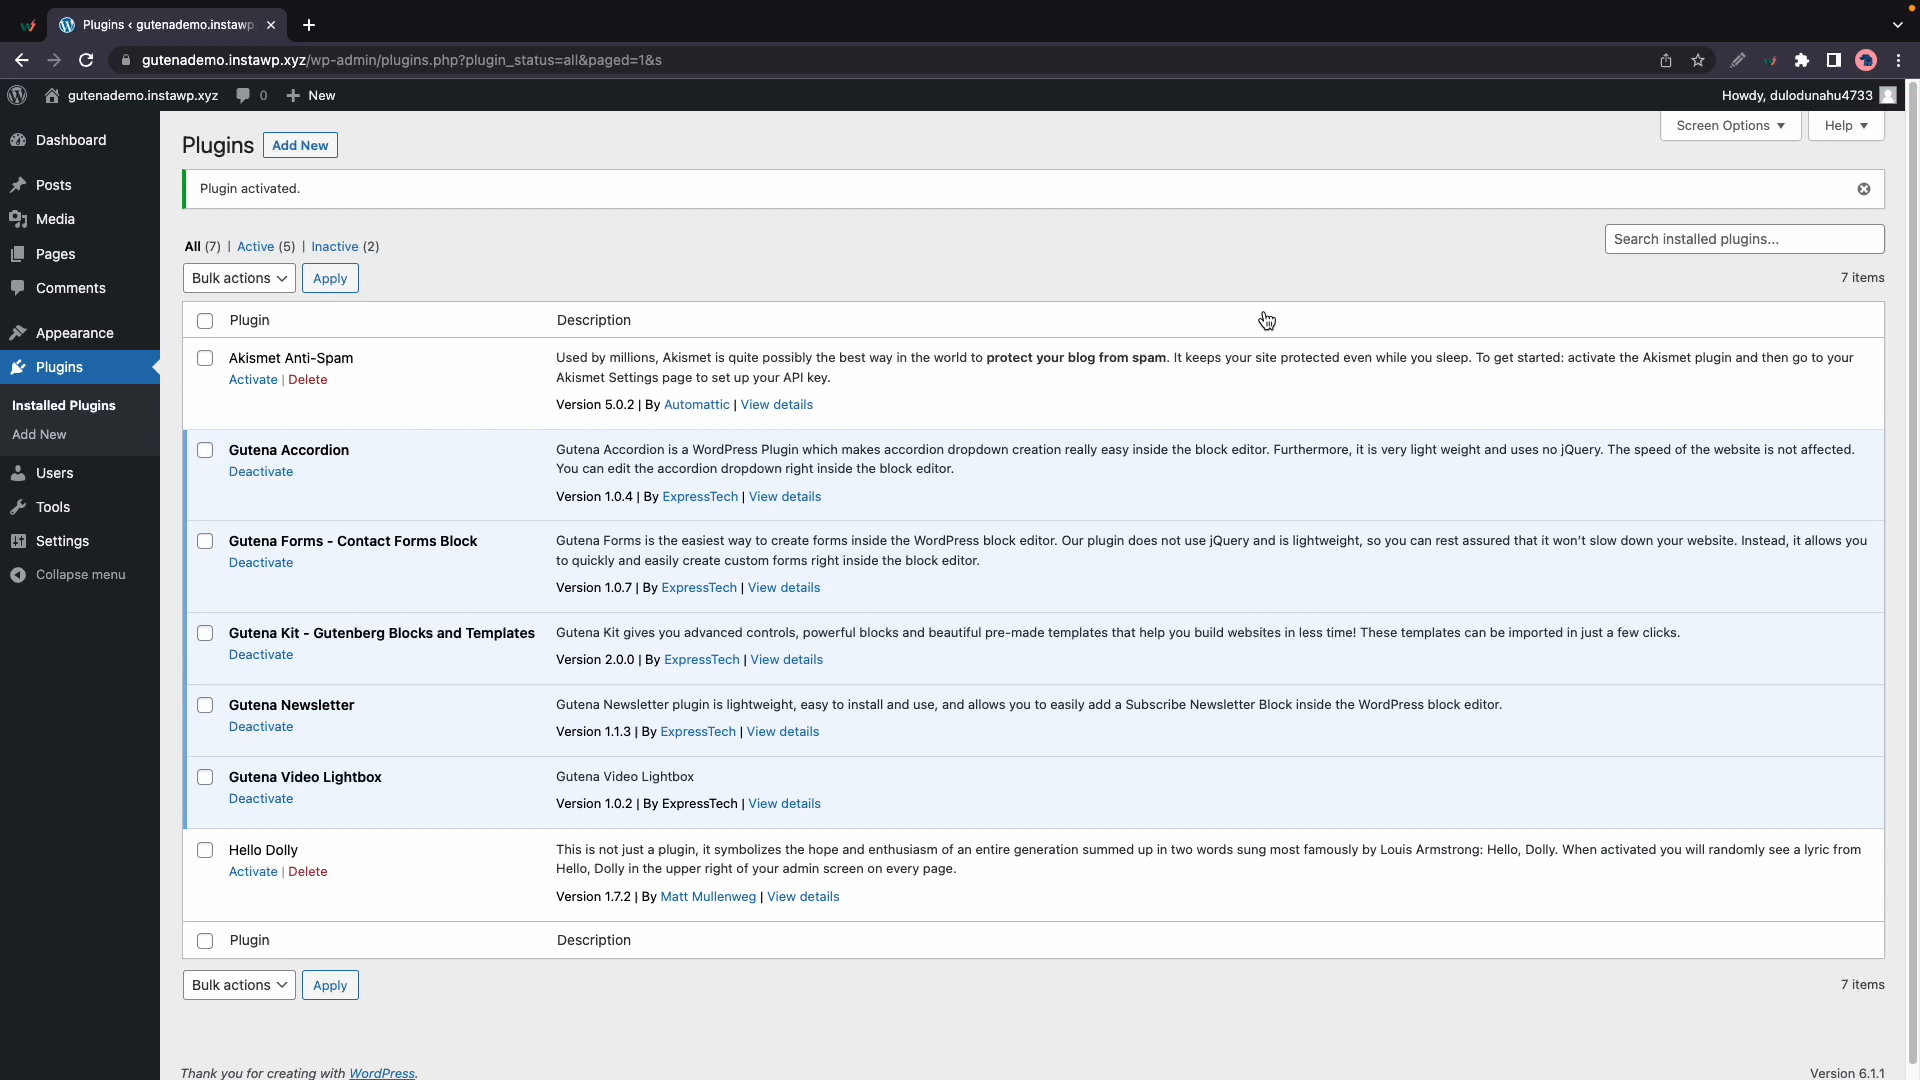 Plugins < gutenademo.instawp
gutenademo.instawp.xyz/wp-admin/plugins.php?plugin_status=all&paged=1&s
gutenademo.instawp.xyz 0 New Howdy, dulodunahu4733
Dashboard
Posts
Media
Pages
Comments
Appearance
Plugins
Installed Plugins
Add New
Users
Tools
Settings
Collapse menu
Screen Options Help
Plugins Add New
Plugin activated.
All (7) | Active (5) | Inactive (2)
Search installed plugins...
Bulk actions Apply 7 items
Plugin Description
Akismet Anti-Spam
Activate | Delete
Used by millions, Akismet is quite possibly the best way in the world to protect your blog from spam. It keeps your site protected even while you sleep. To get started: activate the Akismet plugin and then go to your
Akismet Settings page to set up your API key.
Version 5.0.2 | By Automattic | View details
Gutena Accordion
Deactivate
Gutena Accordion is a WordPress Plugin which makes accordion dropdown creation really easy inside the block editor. Furthermore, it is very light weight and uses no jQuery. The speed of the website is not affected.
You can edit the accordion dropdown right inside the block editor.
Version 1.0.4 | By ExpressTech | View details
Gutena Forms - Contact Forms Block
Deactivate
Gutena Forms is the easiest way to create forms inside the WordPress block editor. Our plugin does not use jQuery and is lightweight, so you can rest assured that it won't slow down your website. Instead, it allows you
to quickly and easily create custom forms right inside the block editor.
Version 1.0.7 | By ExpressTech | View details
Gutena Kit - Gutenberg Blocks and Templates
Deactivate
Gutena Kit gives you advanced controls, powerful blocks and beautiful pre-made templates that help you build websites in less time! These templates can be imported in just a few clicks.
Version 2.0.0 | By ExpressTech | View details
Gutena Newsletter
Deactivate
Gutena Newsletter plugin is lightweight, easy to install and use, and allows you to easily add a Subscribe Newsletter Block inside the WordPress block editor.
Version 1.1.3 | By ExpressTech | View details
Gutena Video Lightbox
Deactivate
Gutena Video Lightbox
Version 1.0.2 | By ExpressTech | View details
Hello Dolly
Activate | Delete
This is not just a plugin, it symbolizes the hope and enthusiasm of an entire generation summed up in two words sung most famously by Louis Armstrong: Hello, Dolly. When activated you will randomly see a lyric from
Hello, Dolly in the upper right of your admin screen on every page.
Version 1.7.2 | By Matt Mullenweg | View details
Plugin Description
Bulk actions Apply 7 items
Thank you for creating with WordPress. Version 6.1.1